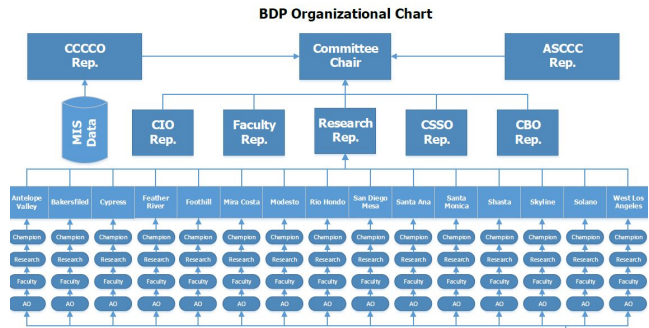 BDP Organizational Chart
CCCCO
Rep.
Committee
Chair
ASCCC
Rep.
MIS
Data
CIO
Rep.
Faculty
Rep.
Research
Rep.
CSSO
Rep.
CBO
Rep.
Antelope
Valley
Bakersfiled
Cypress
Feather
River
Foothill
Mira Costa
Modesto
Rio Hondo
San Diego
Mesa
Santa Ana
Santa
Monica
Shasta
Skyline
Solano
West Los
Angeles
Champion Champion Champion Champion Champion Champion Champion Champion Champion Champion Champion Champion Champion Champion Champion
Research Research Research Research Research Research Research Research Research Research Research Research Research Research Research
Faculty Faculty Faculty Faculty Faculty Faculty Faculty Faculty Faculty Faculty Faculty Faculty Faculty Faculty Faculty
AO AO AO AO AO AO AO AO AO AO AO AO AO AO AO